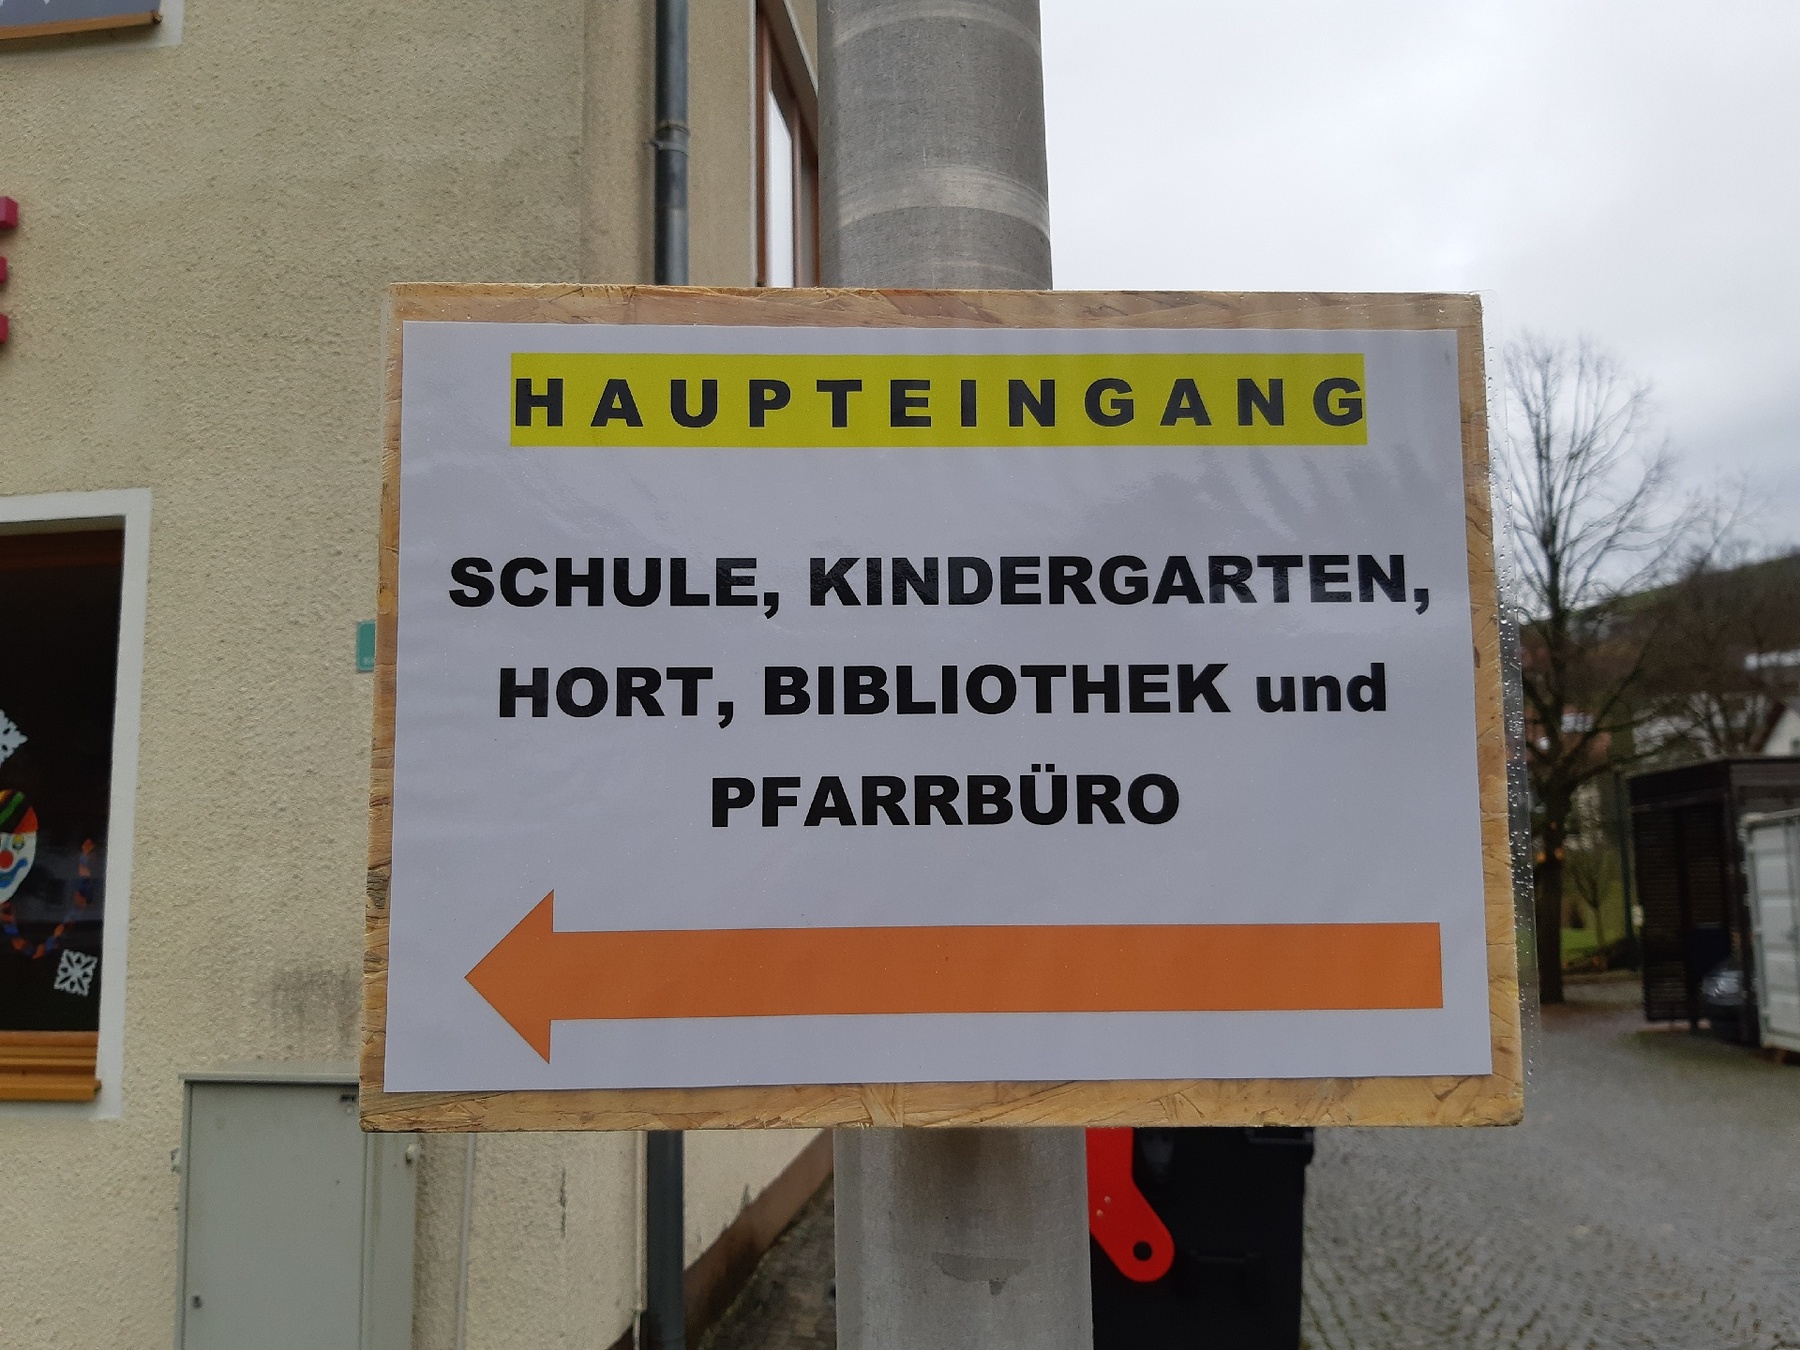 HAUPTEINGANG
SCHULE, KINDERGARTEN,
HORT, BIBLIOTHEK und
PFARRBÜRO